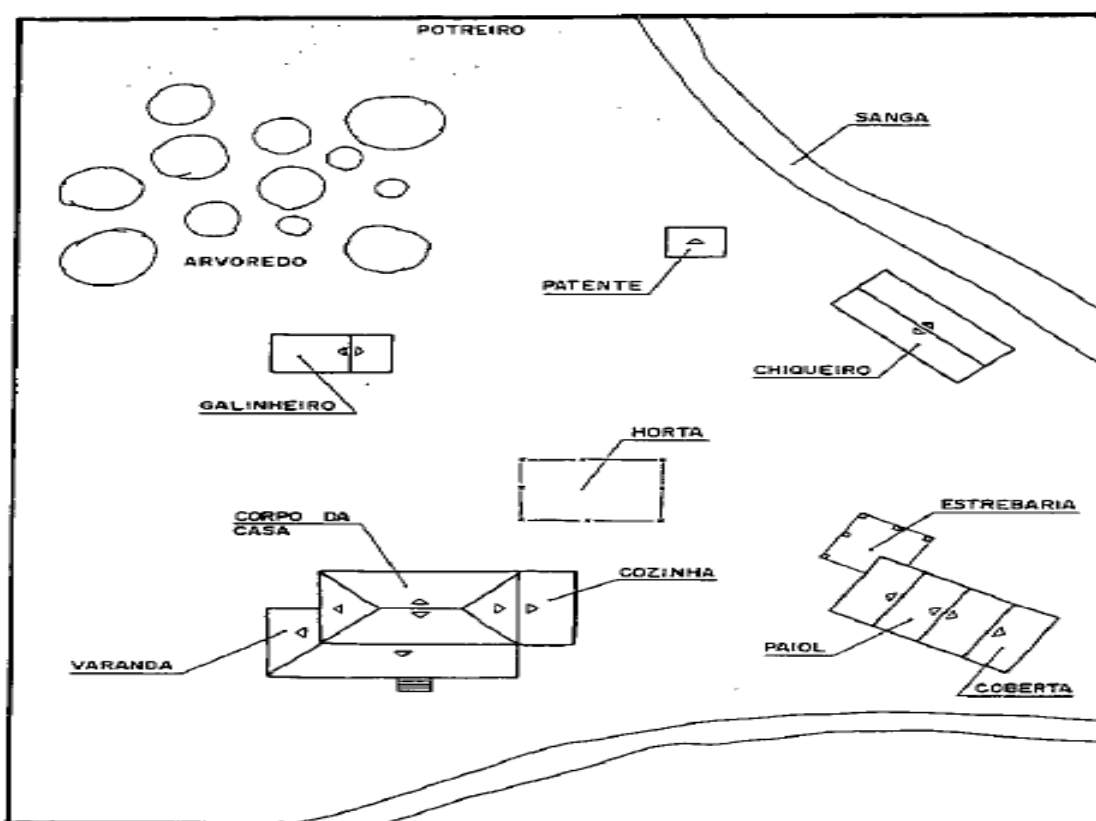 POTREIRO
SANGA
ARVOREDO
PATENTE
CHIQUEIRO
GALINHEIRO
HORTA
ESTREBARIA
CORPO DA
CASA
COZINHA
PAIOL
VARANDA
COBERTA